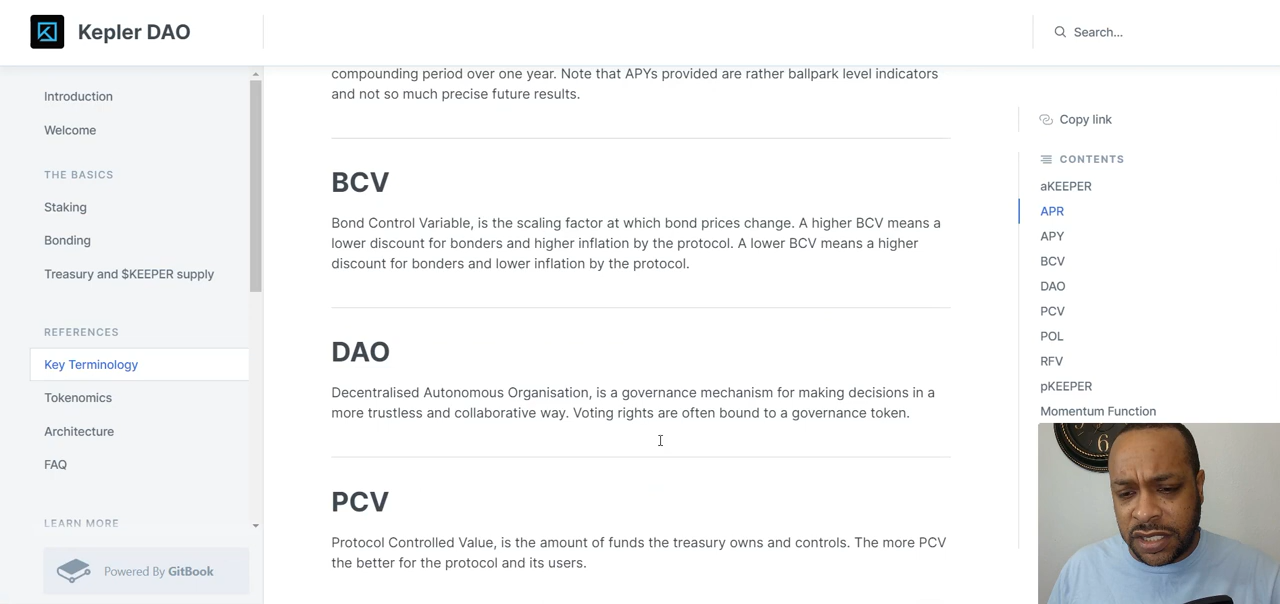 Kepler DAO
Search...
Introduction
Welcome
THE BASICS
Staking
Bonding
Treasury and $KEEPER supply
REFERENCES
Key Terminology
Tokenomics
Architecture
FAQ
LEARN MORE
Powered By GitBook
compounding period over one year. Note that APYs provided are rather ballpark level indicators
and not so much precise future results.
BCV
Bond Control Variable, is the scaling factor at which bond prices change. A higher BCV means a
lower discount for bonders and higher inflation by the protocol. A lower BCV means a higher
discount for bonders and lower inflation by the protocol.
DAO
Decentralised Autonomous Organisation, is a governance mechanism for making decisions in a
more trustless and collaborative way. Voting rights are often bound to a governance token.
PCV
Protocol Controlled Value, is the amount of funds the treasury owns and controls. The more PCV
the better for the protocol and its users.
Copy link
CONTENTS
aKEEPER
APR
APY
BCV
DAO
PCV
POL
RFV
pKEEPER
Momentum Function
6